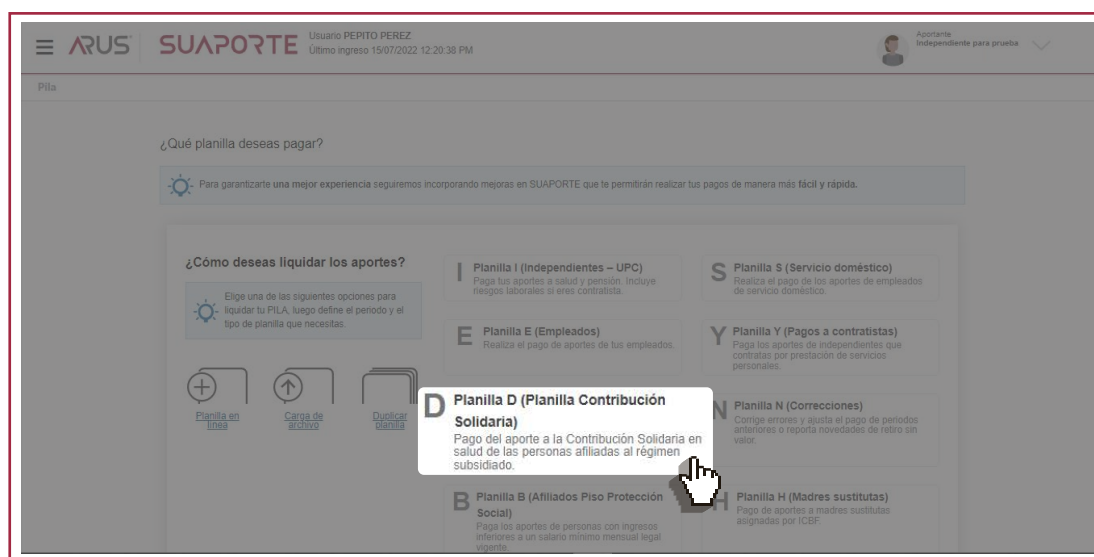 ARUS
SUAPORTE
Usuario PEPITO PEREZ
Último ingreso 15/07/2022 12:20:38 PM
Aportante
Independiente para prueba
Pila
¿Qué planilla deseas pagar?
Para garantizarte una mejor experiencia seguiremos incorporando mejoras en SUAPORTE que te permitirán realizar tus pagos de manera más fácil y rápida.
¿Cómo deseas liquidar los aportes?
Elige una de las siguientes opciones para
liquidar tu PILA, luego define el periodo y el
tipo de planilla que necesitas.
Planilla en
línea
Carga de
archivo
Duplicar
planilla
I Planilla I (Independientes – UPC)
Paga tus aportes a salud y pensión. Incluye
riesgos laborales si eres contratista.
S Planilla S (Servicio doméstico)
Realiza el pago de los aportes de empleados
de servicio doméstico.
E Planilla E (Empleados)
Realiza el pago de aportes de tus empleados.
Y Planilla Y (Pagos a contratistas)
Paga los aportes de independientes que
contratas por prestación de servicios
personales.
D Planilla D (Planilla Contribución
Solidaria)
Pago del aporte a la Contribución Solidaria en
salud de las personas afiliadas al régimen
subsidiado.
N Planilla N (Correcciones)
Corrige errores y ajusta el pago de periodos
anteriores o reporta novedades de retiro sin
valor.
B Planilla B (Afiliados Piso Protección
Social)
Paga los aportes de personas con ingresos
inferiores a un salario mínimo mensual legal
vigente.
H Planilla H (Madres sustitutas)
Pago de aportes a madres sustitutas
asignadas por ICBF.